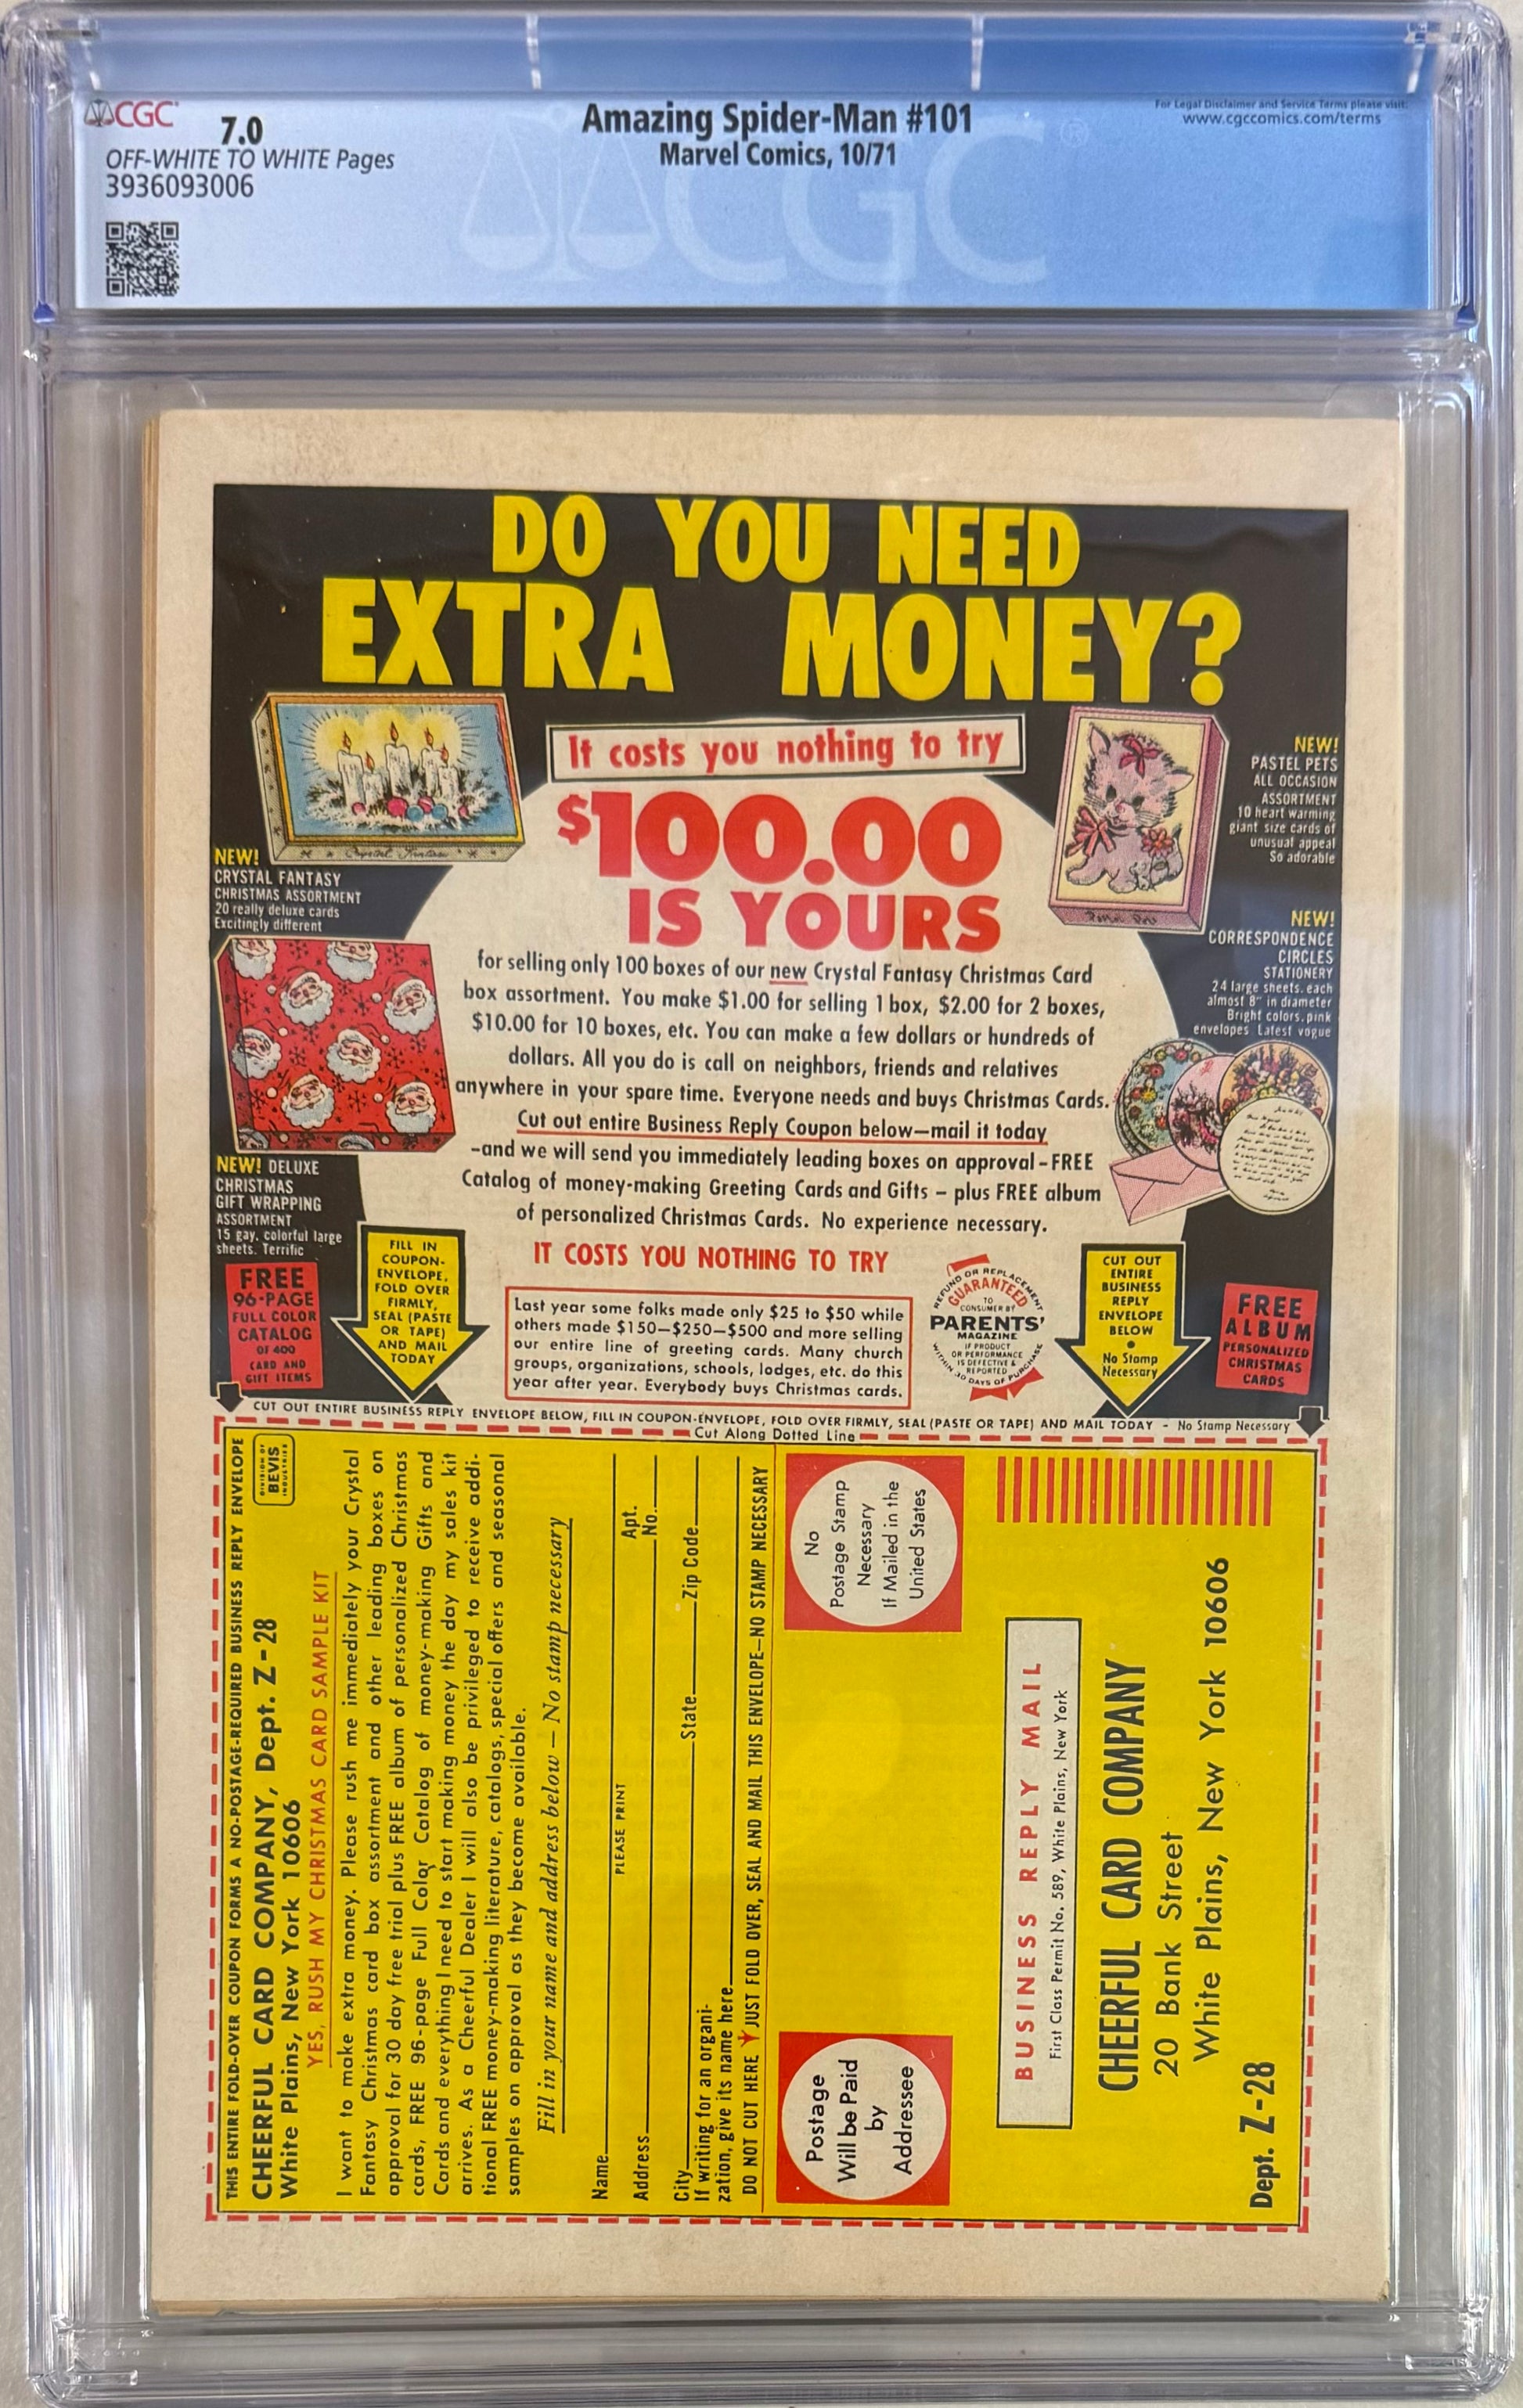 CGC
7.0
Amazing Spider-Man #101
For Legal Disclaimer and Service Terms please visit:
www.cgccomics.com/terms
OFF-WHITE TO WHITE Pages
Marvel Comics, 10/71
3936093006
CGC
DO YOU NEED
EXTRA MONEY?
It costs you nothing to try
$100.00
IS YOURS
Crystal Fantasy
NEW!
CRYSTAL FANTASY
CHRISTMAS ASSORTMENT
20 really deluxe cards
Excitingly different
NEW!
PASTEL PETS
ALL OCCASION
ASSORTMENT
10 heart warming
giant size cards of
unusual appeal
So adorable
NEW!
CORRESPONDENCE
CIRCLES
STATIONERY
24 large sheets. each
almost 8" in diameter
Bright colors. pink
envelopes Latest vogue
for selling only 100 boxes of our new Crystal Fantasy Christmas Card
box assortment. You make $1.00 for selling 1 box, $2.00 for 2 boxes,
$10.00 for 10 boxes, etc. You can make a few dollars or hundreds of
dollars. All you do is call on neighbors, friends and relatives
anywhere in your spare time. Everyone needs and buys Christmas Cards.
Cut out entire Business Reply Coupon below—mail it today
—and we will send you immediately leading boxes on approval – FREE
Catalog of money-making Greeting Cards and Gifts – plus FREE album
of personalized Christmas Cards. No experience necessary.
IT COSTS YOU NOTHING TO TRY
NEW! DELUXE
CHRISTMAS
GIFT WRAPPING
ASSORTMENT
15 gay. colorful large
sheets. Terrific
FREE
96-PAGE
FULL COLOR
CATALOG
OF 400
CARD AND
GIFT ITEMS
FILL IN
COUPON-
ENVELOPE,
FOLD OVER
FIRMLY,
SEAL (PASTE
OR TAPE)
AND MAIL
TODAY
Last year some folks made only $25 to $50 while
others made $150—$250—$500 and more selling
our entire line of greeting cards. Many church
groups, organizations, schools, lodges, etc. do this
year after year. Everybody buys Christmas cards.
REFUND OR REPLACEMENT
GUARANTEED
TO
CONSUMER BY
PARENTS'
MAGAZINE
IF PRODUCT
OR PERFORMANCE
IS DEFECTIVE &
REPORTED
WITHIN 30 DAYS OF PURCHASE
CUT OUT
ENTIRE
BUSINESS
REPLY
ENVELOPE
BELOW
•
No Stamp
Necessary
FREE
ALBUM
PERSONALIZED
CHRISTMAS
CARDS
CUT OUT ENTIRE BUSINESS REPLY ENVELOPE BELOW, FILL IN COUPON-ENVELOPE, FOLD OVER FIRMLY, SEAL (PASTE OR TAPE) AND MAIL TODAY – No Stamp Necessary
Cut Along Dotted Line
THIS ENTIRE FOLD-OVER COUPON FORMS A NO-POSTAGE-REQUIRED BUSINESS REPLY ENVELOPE
CHEERFUL CARD COMPANY, Dept. Z-28
White Plains, New York 10606
DIVISION OF
BEVIS
INDUSTRIES
YES, RUSH MY CHRISTMAS CARD SAMPLE KIT
I want to make extra money. Please rush me immediately your Crystal
Fantasy Christmas card box assortment and other leading boxes on
approval for 30 day free trial plus FREE album of personalized Christmas
cards, FREE 96-page Full Color Catalog of money-making Gifts and
Cards and everything I need to start making money the day my sales kit
arrives. As a Cheerful Dealer I will also be privileged to receive addi-
tional FREE money-making literature, catalogs, special offers and seasonal
samples on approval as they become available.
Fill in your name and address below — No stamp necessary
Name
PLEASE PRINT
Address Apt. No.
City State Zip Code
If writing for an organi-
zation, give its name here
DO NOT CUT HERE JUST FOLD OVER, SEAL AND MAIL THIS ENVELOPE—NO STAMP NECESSARY
Postage
Will be Paid
by
Addressee
No
Postage Stamp
Necessary
If Mailed in the
United States
BUSINESS REPLY MAIL
First Class Permit No. 589, White Plains, New York
CHEERFUL CARD COMPANY
20 Bank Street
White Plains, New York 10606
Dept. Z-28